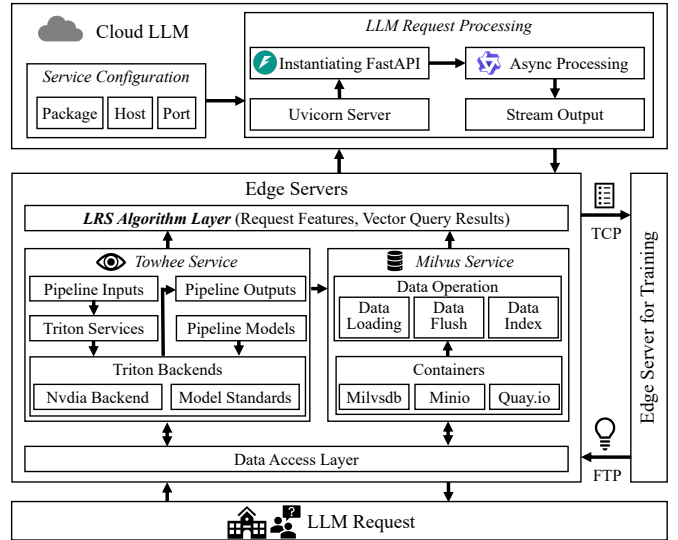 Cloud LLM
LLM Request Processing
Service Configuration
Package Host Port
Instantiating FastAPI
Async Processing
Uvicorn Server
Stream Output
Edge Servers
LRS Algorithm Layer (Request Features, Vector Query Results)
Towhee Service
Pipeline Inputs
Pipeline Outputs
Triton Services
Pipeline Models
Triton Backends
Nvdia Backend
Model Standards
Milvus Service
Data Operation
Data Loading
Data Flush
Data Index
Containers
Milvsdb
Minio
Quay.io
Data Access Layer
TCP
FTP
Edge Server for Training
?
LLM Request